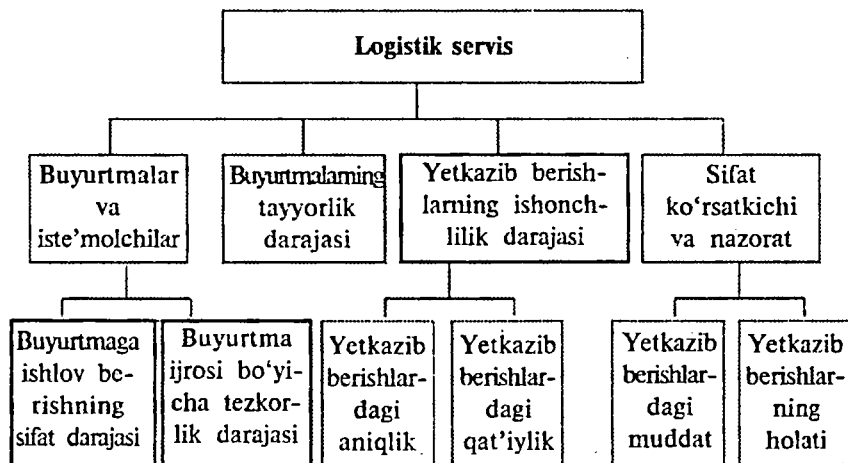 Logistik servis
Buyurtmalar
va
iste’molchilar
Buyurtmalarning
tayyorlik
darajasi
Yetkazib berish-
larning ishonch-
lilik darajasi
Sifat
ko‘rsatkichi
va nazorat
Buyurtmaga
ishlov be-
rishning
sifat darajasi
Buyurtma
ijrosi bo‘yi-
cha tezkor-
lik darajasi
Yetkazib
berishlar-
dagi
aniqlik
Yetkazib
berishlar-
dagi
qat’iylik
Yetkazib
berishlar-
dagi
muddat
Yetkazib
berishlar-
ning
holati